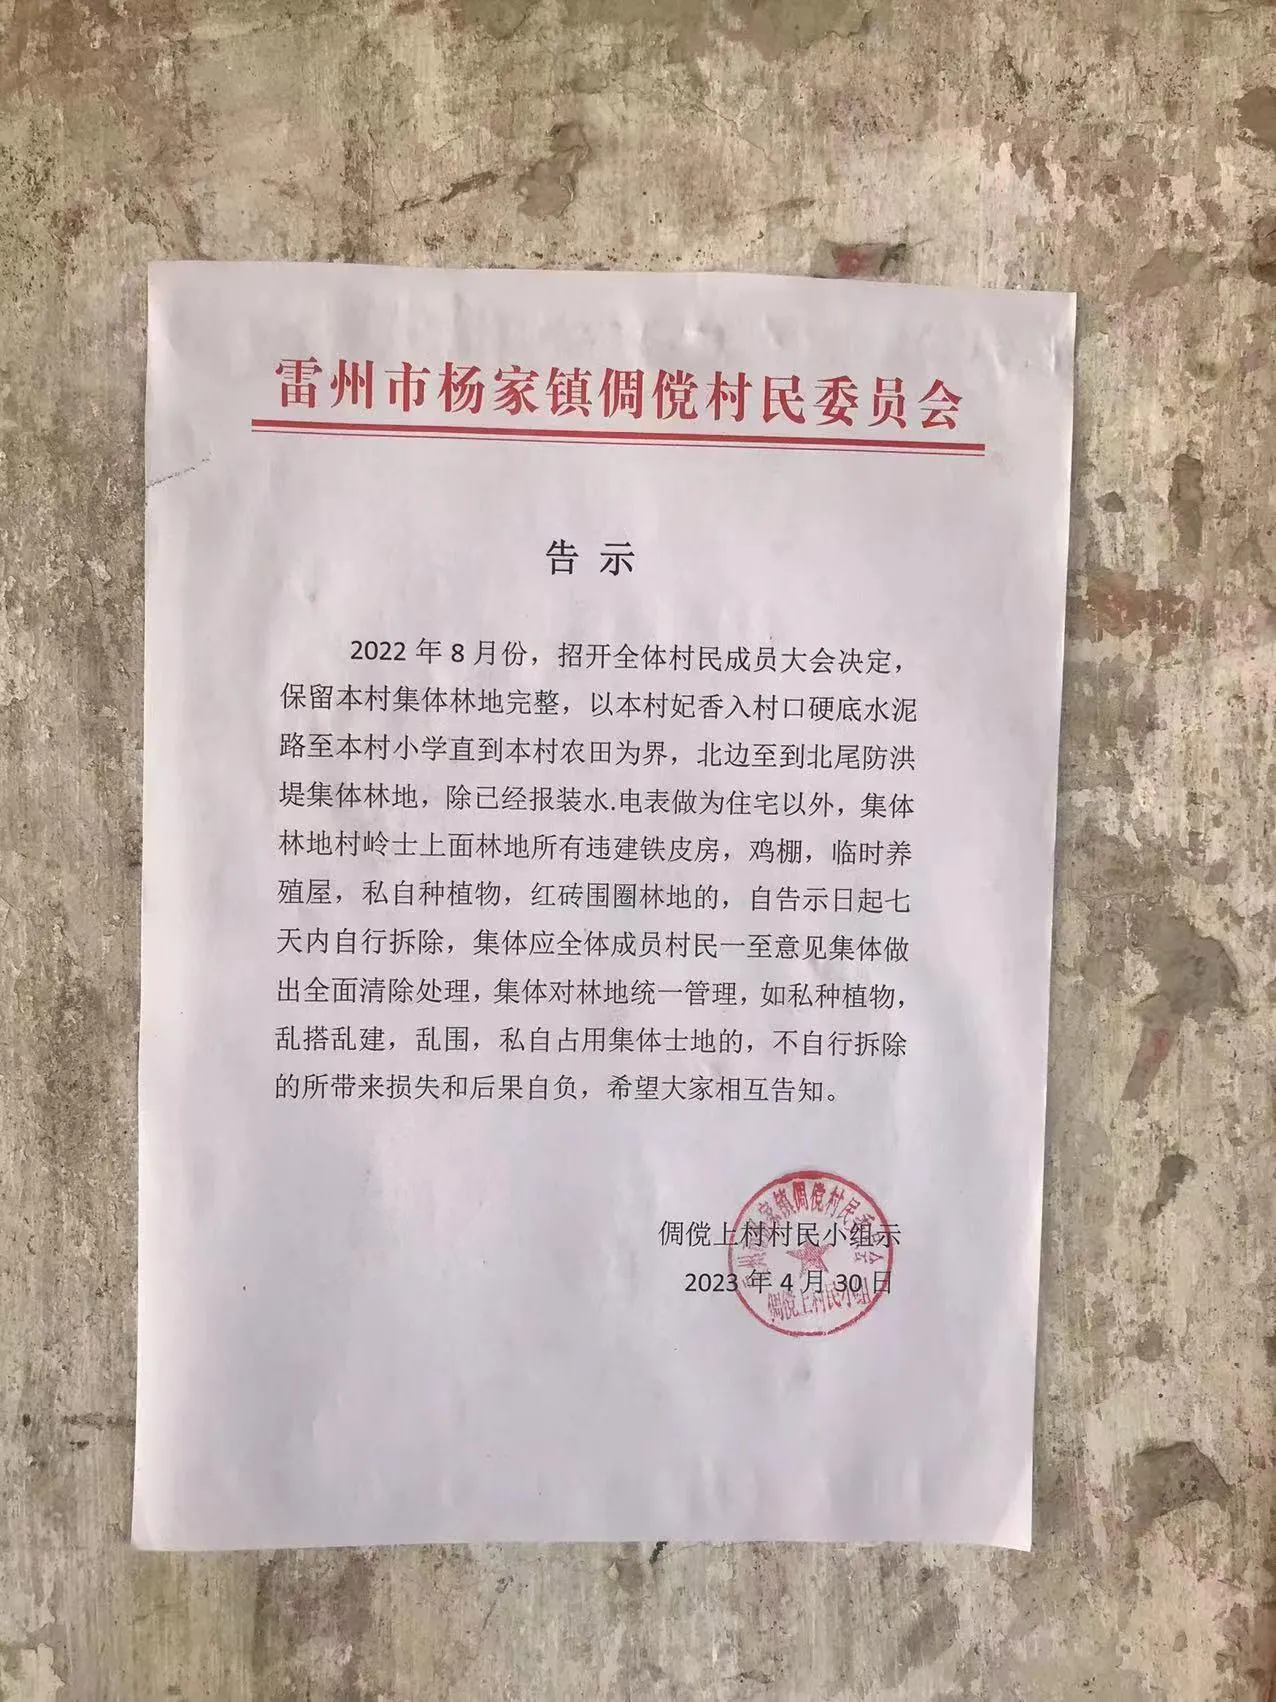 雷州市杨家镇倜傥村民委员会
告示
2022年8月份，招开全体村民成员大会决定，
保留本村集体林地完整，以本村妃香入村口硬底水泥
路至本村小学直到本村农田为界，北边至到北尾防洪
堤集体林地，除已经报装水.电表做为住宅以外，集体
林地村岭士上面林地所有违建铁皮房，鸡棚，临时养
殖屋，私自种植物，红砖围圈林地的，自告示日起七
天内自行拆除，集体应全体成员村民一至意见集体做
出全面清除处理，集体对林地统一管理，如私种植物，
乱搭乱建，乱围，私自占用集体士地的，不自行拆除
的所带来损失和后果自负，希望大家相互告知。
倜傥上村村民小组示
2023年4月30日
家镇倜傥村民委员会
倜傥上村民小组